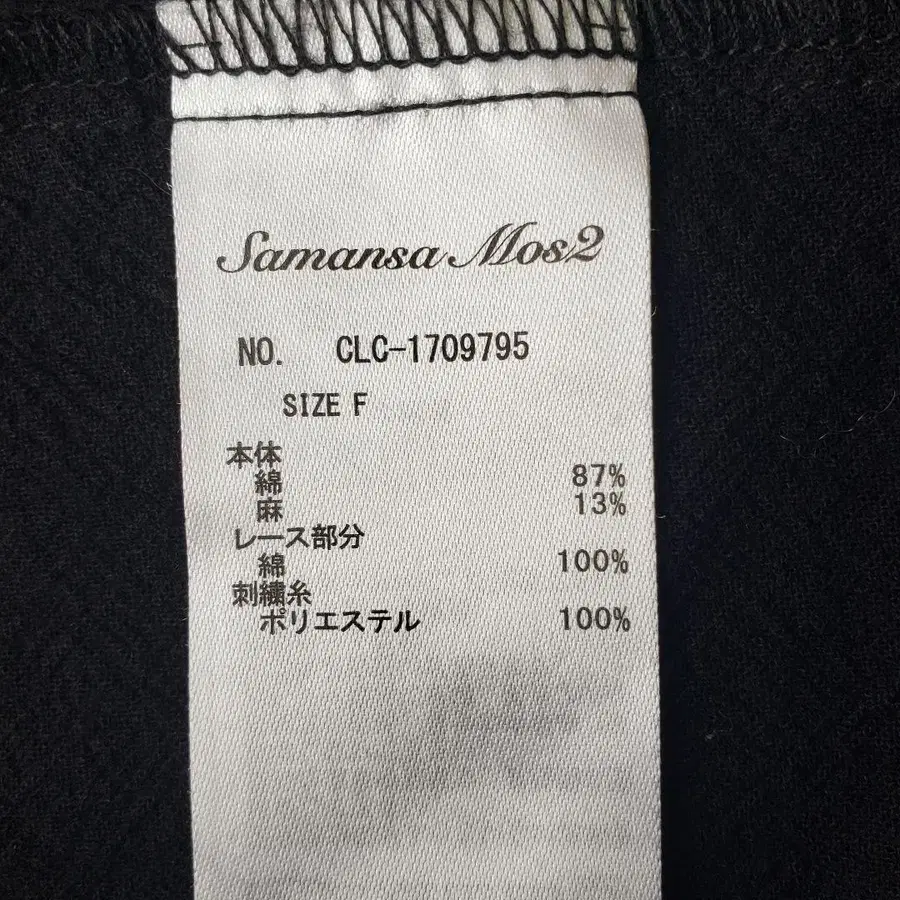 Samansa Mos2
NO. CLC-1709795
SIZE F
本体
綿 87%
麻 13%
レース部分
綿 100%
刺繍糸
ポリエステル 100%